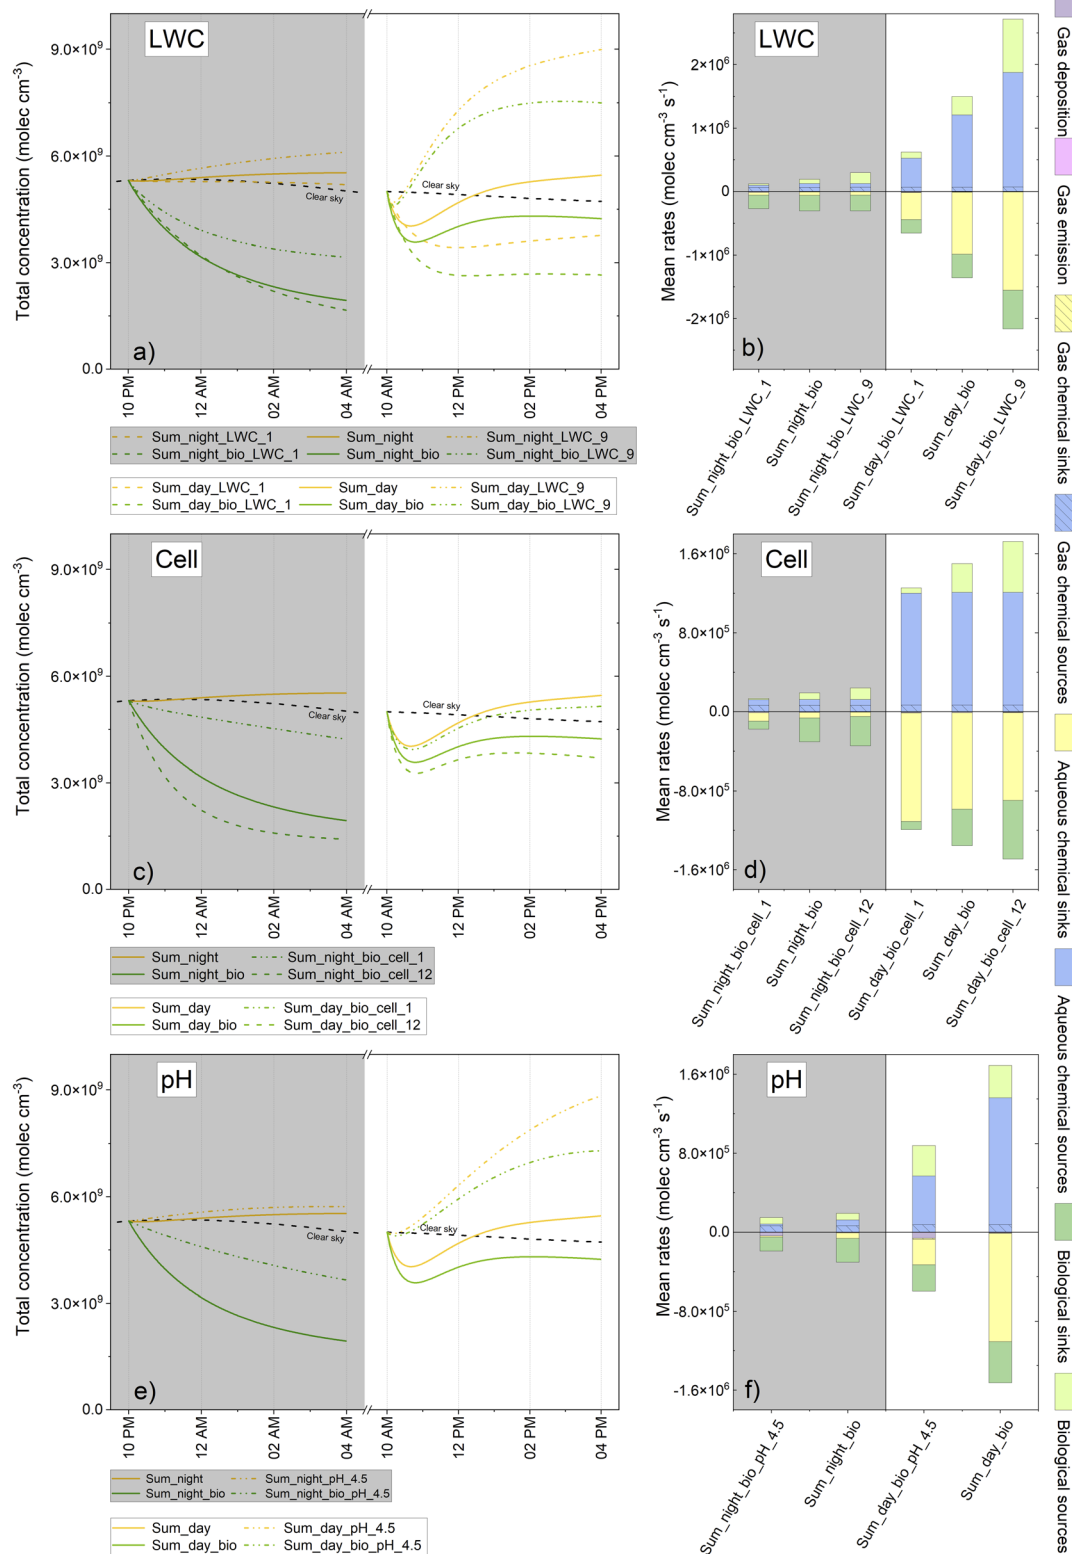 LWC
Total concentration (molec cm-3)
9.0×10⁹
6.0×10⁹
3.0×10⁹
0.0
Clear sky
Clear sky
a)
10 PM
12 AM
02 AM
04 AM
10 AM
12 PM
02 PM
04 PM
Sum_night_LWC_1
Sum_night
Sum_night_LWC_9
Sum_night_bio_LWC_1
Sum_night_bio
Sum_night_bio_LWC_9
Sum_day_LWC_1
Sum_day
Sum_day_LWC_9
Sum_day_bio_LWC_1
Sum_day_bio
Sum_day_bio_LWC_9
LWC
Mean rates (molec cm-3 s-1)
2×10⁶
1×10⁶
0
-1×10⁶
-2×10⁶
b)
Sum_night_bio_LWC_1
Sum_night_bio
Sum_night_bio_LWC_9
Sum_day_bio_LWC_1
Sum_day_bio
Sum_day_bio_LWC_9
Cell
Total concentration (molec cm-3)
9.0×10⁹
6.0×10⁹
3.0×10⁹
0.0
Clear sky
Clear sky
c)
10 PM
12 AM
02 AM
04 AM
10 AM
12 PM
02 PM
04 PM
Sum_night
Sum_night_bio_cell_1
Sum_night_bio
Sum_night_bio_cell_12
Sum_day
Sum_day_bio_cell_1
Sum_day_bio
Sum_day_bio_cell_12
Cell
Mean rates (molec cm-3 s-1)
1.6×10⁶
8.0×10⁵
0.0
-8.0×10⁵
-1.6×10⁶
d)
Sum_night_bio_cell_1
Sum_night_bio
Sum_night_bio_cell_12
Sum_day_bio_cell_1
Sum_day_bio
Sum_day_bio_cell_12
pH
Total concentration (molec cm-3)
9.0×10⁹
6.0×10⁹
3.0×10⁹
0.0
Clear sky
Clear sky
e)
10 PM
12 AM
02 AM
04 AM
10 AM
12 PM
02 PM
04 PM
Sum_night
Sum_night_pH_4.5
Sum_night_bio
Sum_night_bio_pH_4.5
Sum_day
Sum_day_pH_4.5
Sum_day_bio
Sum_day_bio_pH_4.5
pH
Mean rates (molec cm-3 s-1)
1.6×10⁶
8.0×10⁵
0.0
-8.0×10⁵
-1.6×10⁶
f)
Sum_night_bio_pH_4.5
Sum_night_bio
Sum_day_bio_pH_4.5
Sum_day_bio
Gas deposition
Gas emission
Gas chemical sinks
Gas chemical sources
Aqueous chemical sinks
Aqueous chemical sources
Biological sinks
Biological sources